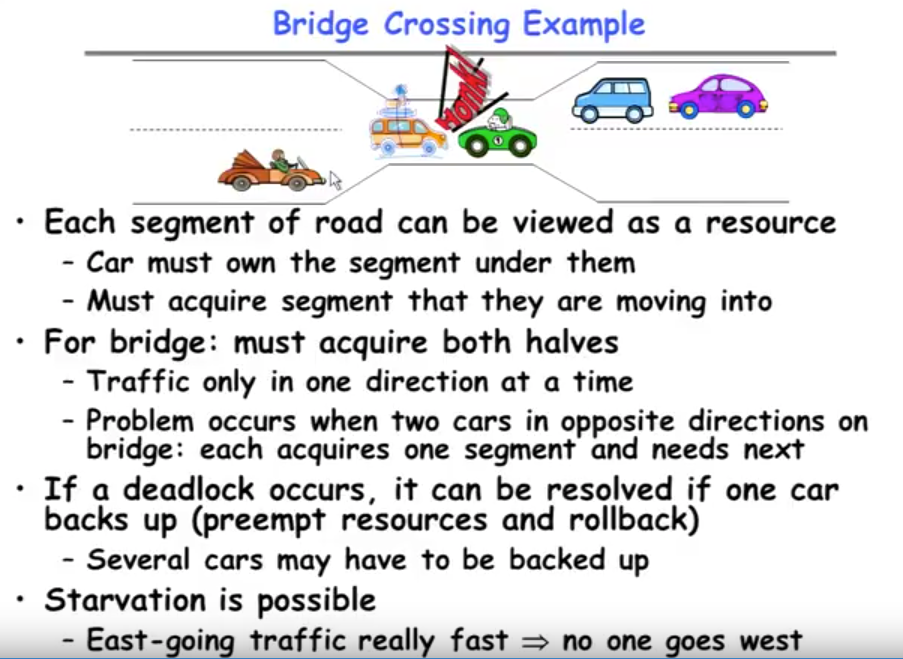 Bridge Crossing Example
Honk!
1
• Each segment of road can be viewed as a resource
– Car must own the segment under them
– Must acquire segment that they are moving into
• For bridge: must acquire both halves
– Traffic only in one direction at a time
– Problem occurs when two cars in opposite directions on
bridge: each acquires one segment and needs next
• If a deadlock occurs, it can be resolved if one car
backs up (preempt resources and rollback)
– Several cars may have to be backed up
• Starvation is possible
– East-going traffic really fast ⇒ no one goes west